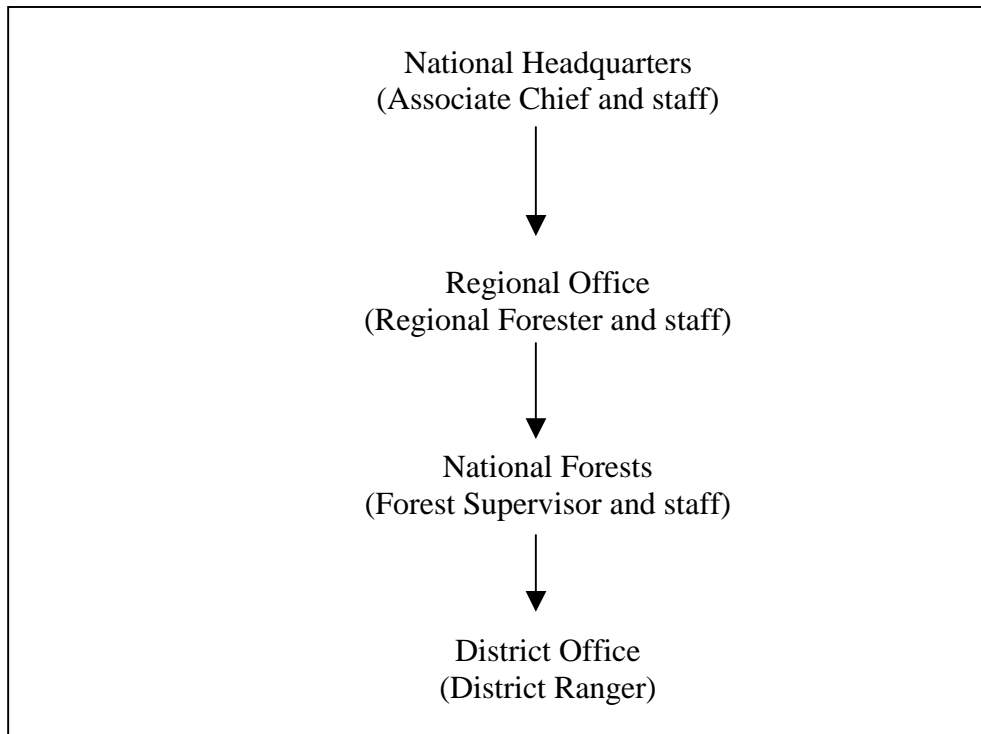 National Headquarters
(Associate Chief and staff)
Regional Office
(Regional Forester and staff)
National Forests
(Forest Supervisor and staff)
District Office
(District Ranger)